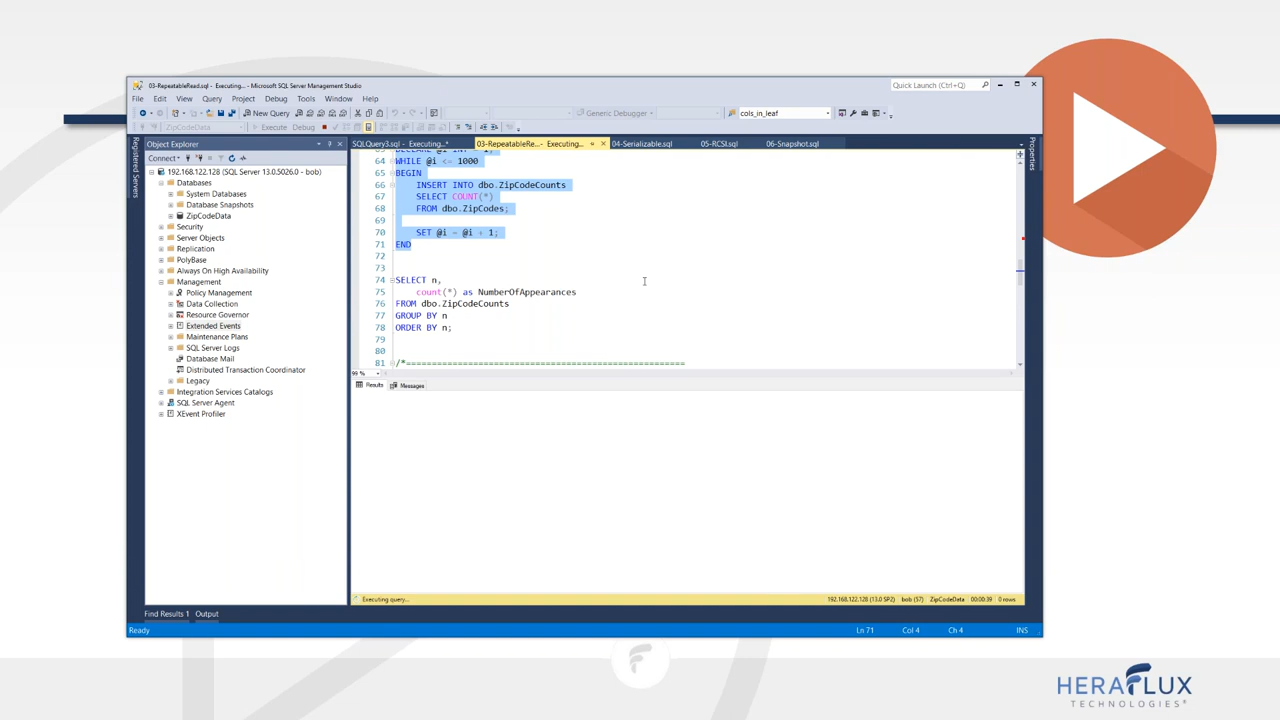 03-RepeatableRead.sql - Executing... - Microsoft SQL Server Management Studio
Quick Launch (Ctrl+Q)
File Edit View Query Project Debug Tools Window Help
New Query
Generic Debugger
cols_in_leaf
ZipCodeData
Execute Debug
Registered Servers
Object Explorer
Connect
192.168.122.128 (SQL Server 13.0.5026.0 - bob)
Databases
System Databases
Database Snapshots
ZipCodeData
Security
Server Objects
Replication
PolyBase
Always On High Availability
Management
Policy Management
Data Collection
Resource Governor
Extended Events
Maintenance Plans
SQL Server Logs
Database Mail
Distributed Transaction Coordinator
Legacy
Integration Services Catalogs
SQL Server Agent
XEvent Profiler
Find Results 1 Output
SQLQuery3.sql - Executing...* 03-RepeatableRe... - Executing... 04-Serializable.sql 05-RCSI.sql 06-Snapshot.sql
Properties
64 WHILE @i <= 1000
65 BEGIN
66 INSERT INTO dbo.ZipCodeCounts
67 SELECT COUNT(*)
68 FROM dbo.ZipCodes;
69
70 SET @i = @i + 1;
71 END
72
73
74 SELECT n,
75 count(*) as NumberOfAppearances
76 FROM dbo.ZipCodeCounts
77 GROUP BY n
78 ORDER BY n;
79
80
81 /*======================================================
99 %
Results Messages
Executing query...
192.168.122.128 (13.0 SP2) bob (57) ZipCodeData 00:00:39 0 rows
Ready
Ln 71 Col 4 Ch 4 INS
HERAFLUX
TECHNOLOGIES